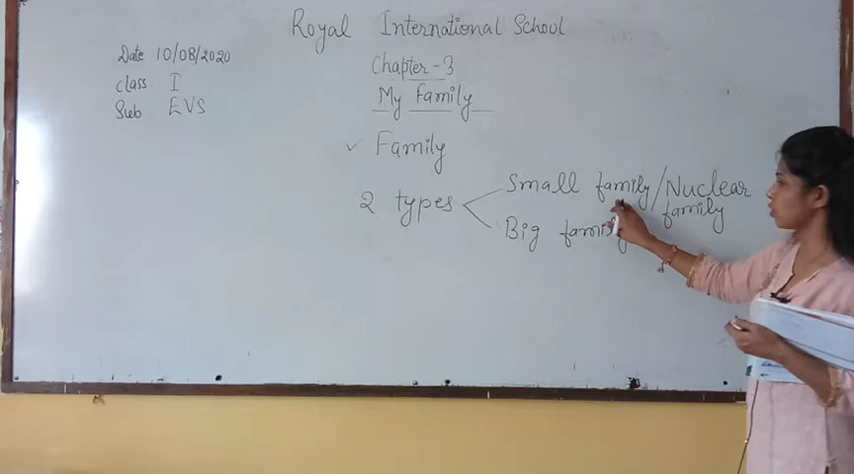 Royal International School
Date 10/08/2020
Chapter-3
Class I
My Family
Sub EVS
✓ Family
2 types
Small family/Nuclear
family
Big family